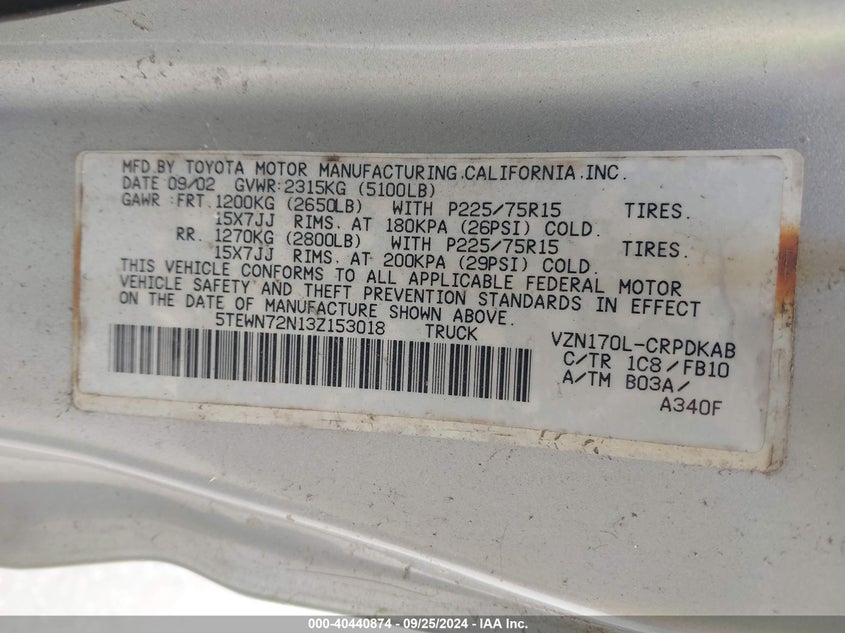 MFD.BY TOYOTA MOTOR MANUFACTURING.CALIFORNIA.INC.
DATE 09/02 GVWR:2315KG (5100LB)
GAWR:FRT.1200KG (2650LB) WITH P225/75R15 TIRES.
15X7JJ RIMS. AT 180KPA (26PSI) COLD.
RR. 1270KG (2800LB) WITH P225/75R15 TIRES.
15X7JJ RIMS. AT 200KPA (29PSI) COLD.
THIS VEHICLE CONFORMS TO ALL APPLICABLE FEDERAL MOTOR
VEHICLE SAFETY AND THEFT PREVENTION STANDARDS IN EFFECT
ON THE DATE OF MANUFACTURE SHOWN ABOVE.
5TEWN72N13Z153018 TRUCK VZN170L-CRPDKAB
C/TR 1C8/FB10
A/TM B03A/
A340F
000-40440874 - 09/25/2024 - IAA Inc.